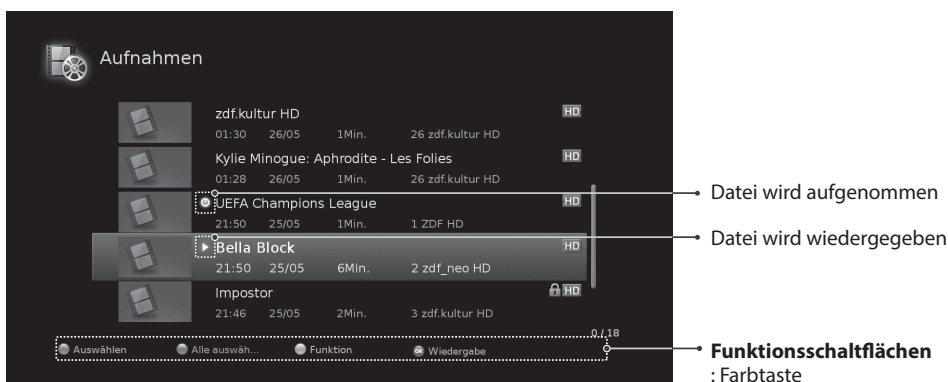 Aufnahmen
zdf.kultur HD HD
01:30 26/05 1Min. 26 zdf.kultur HD
Kylie Minogue: Aphrodite - Les Folies HD
01:28 26/05 1Min. 26 zdf.kultur HD
UEFA Champions League HD
21:50 25/05 1Min. 1 ZDF HD
Bella Block HD
21:50 25/05 6Min. 2 zdf_neo HD
Impostor HD
21:46 25/05 2Min. 3 zdf.kultur HD
0/18
Auswählen Alle auswäh... Funktion OK Wiedergabe
Datei wird aufgenommen
Datei wird wiedergegeben
Funktionsschaltflächen
: Farbtaste